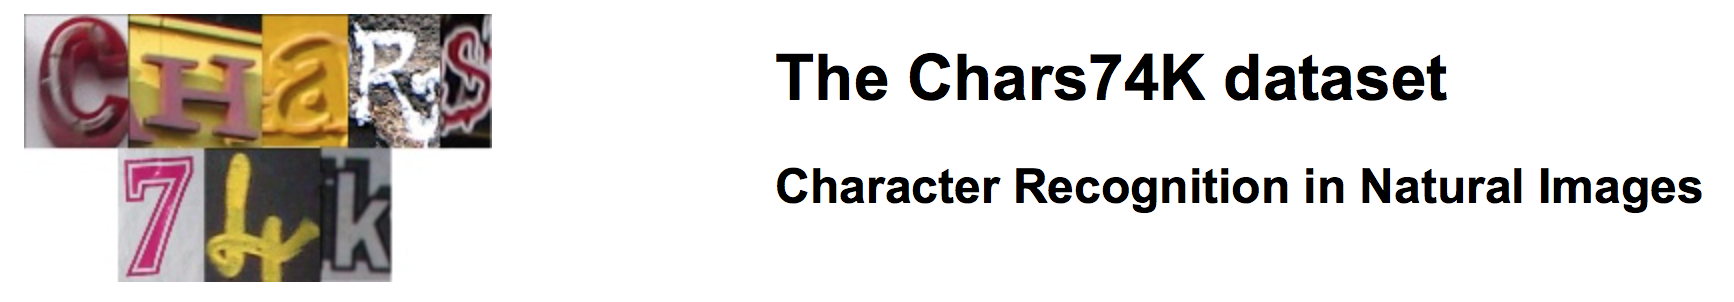 CHaRs
74k
The Chars74K dataset
Character Recognition in Natural Images